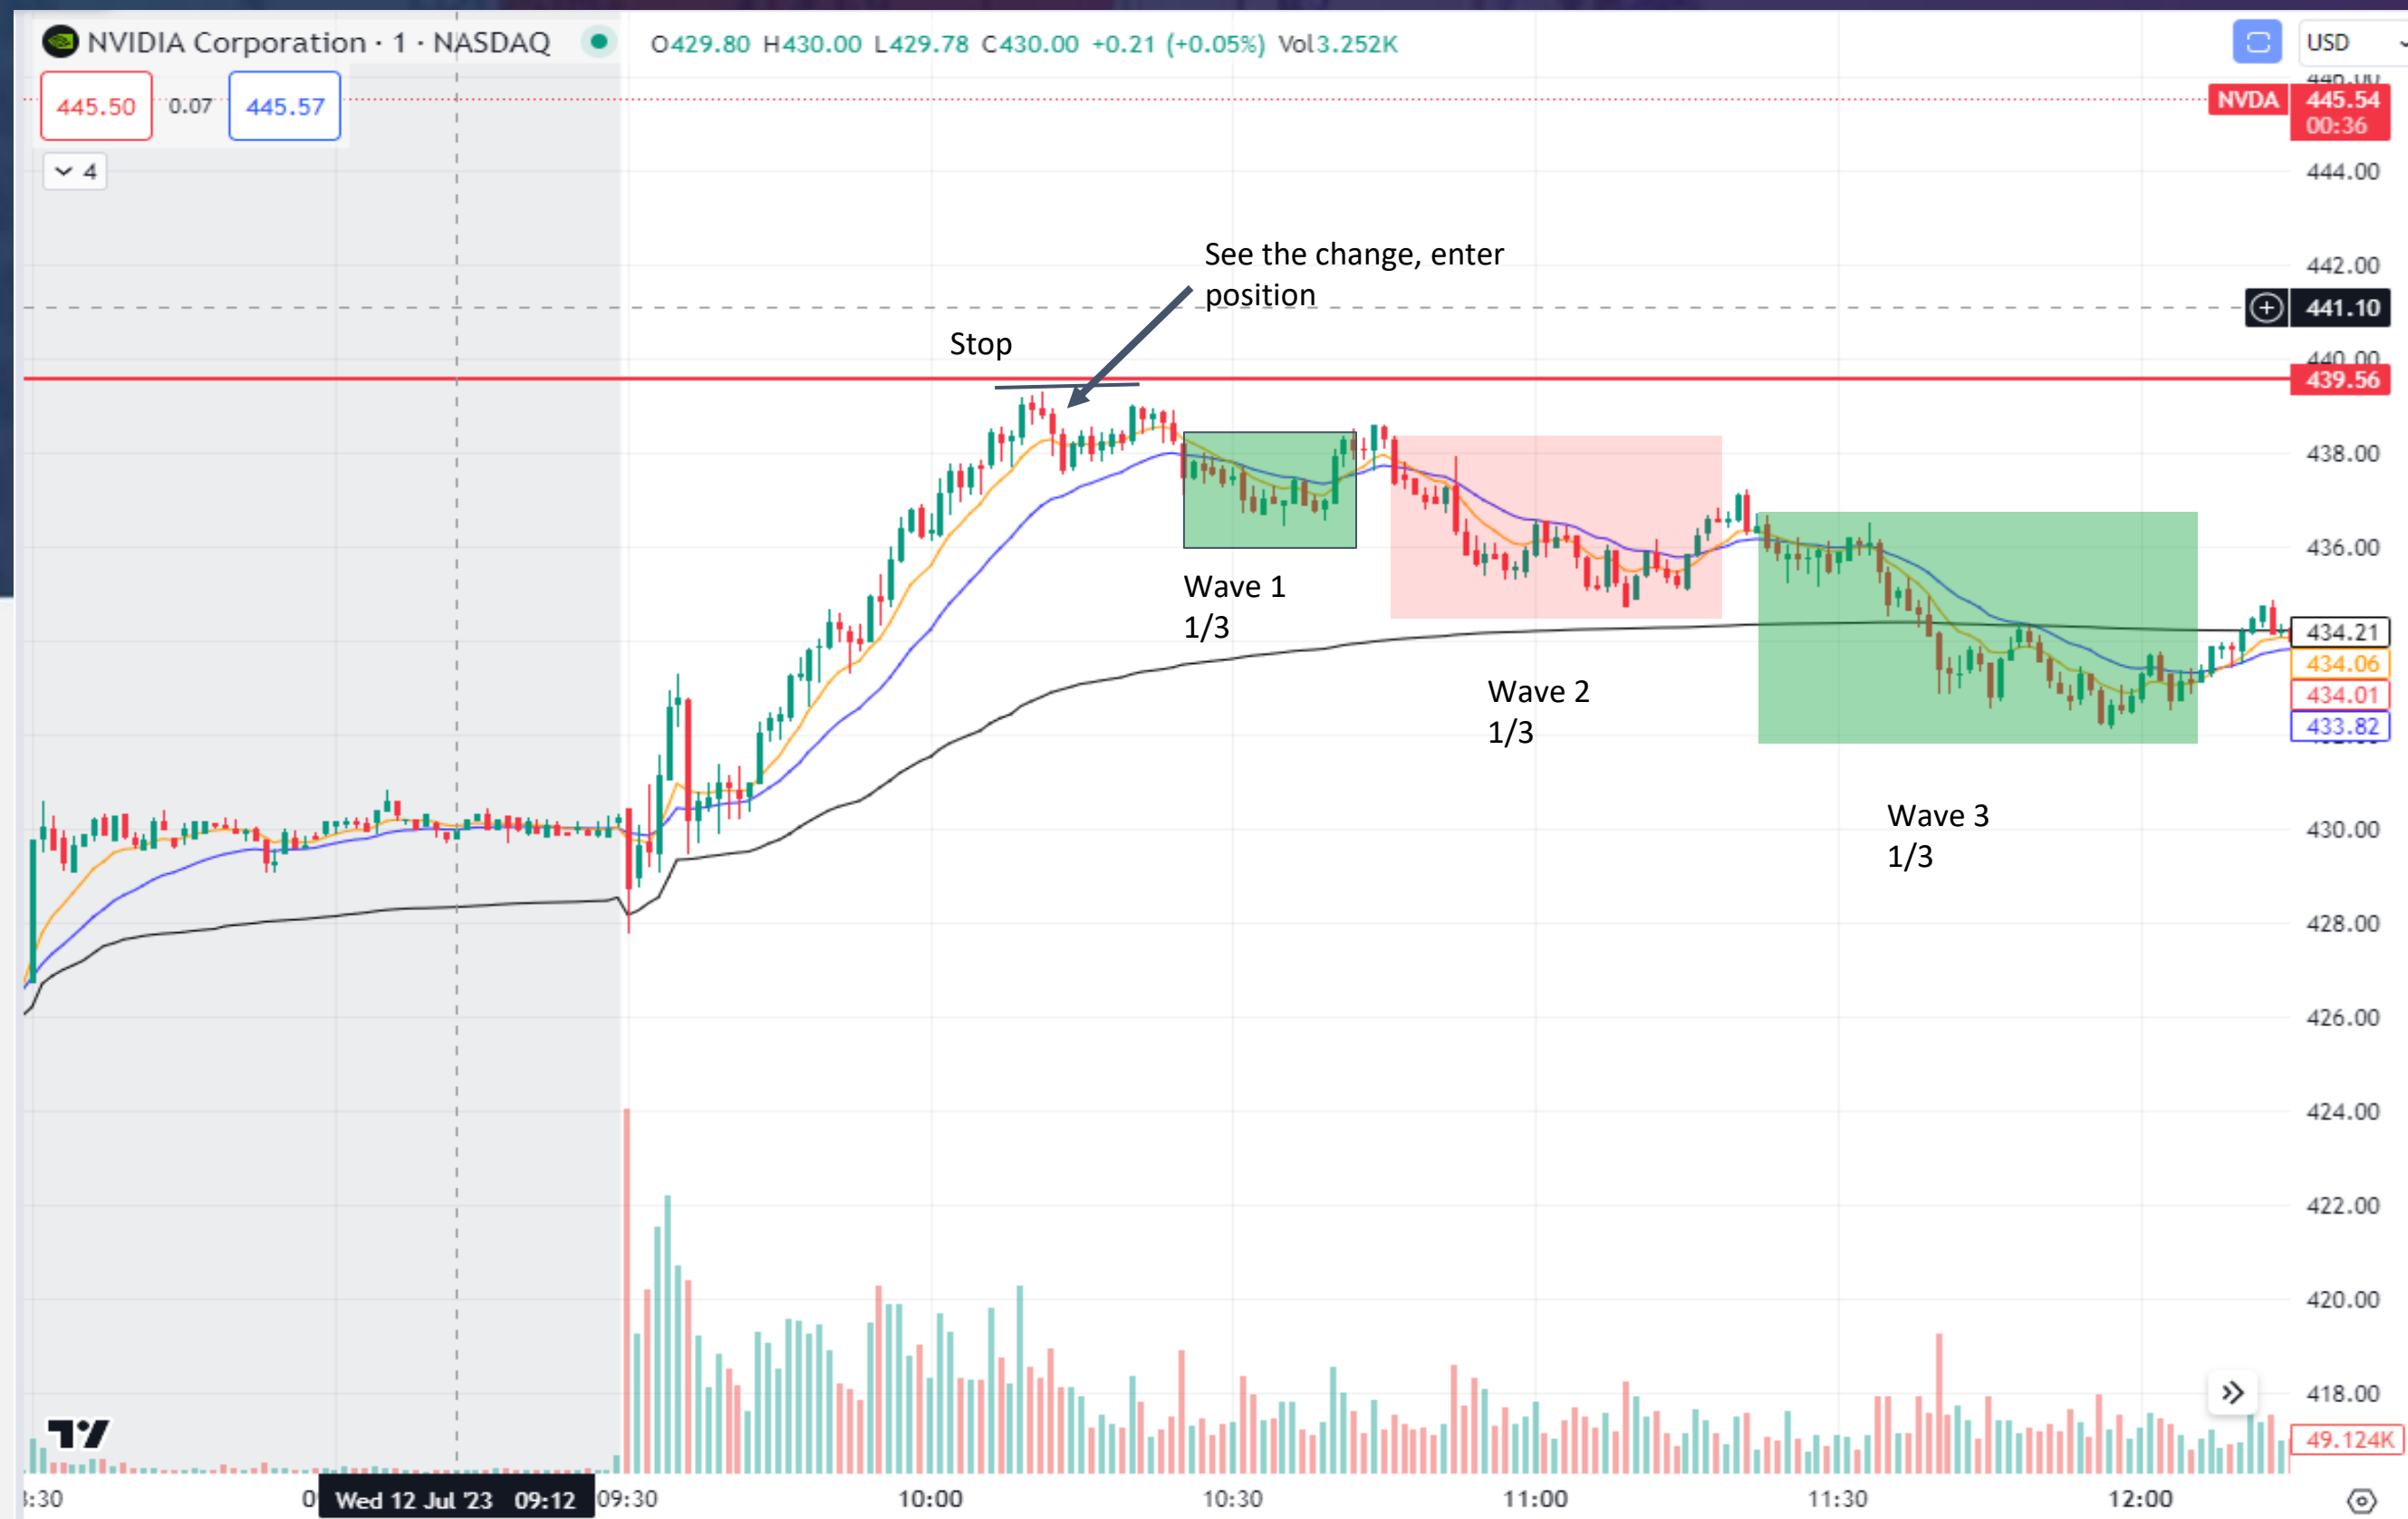 NVIDIA Corporation · 1 · NASDAQ
O429.80 H430.00 L429.78 C430.00 +0.21 (+0.05%) Vol3.252K
USD
445.50 0.07 445.57
4
446.00
NVDA 445.54
00:36
444.00
442.00
441.10
440.00
439.56
438.00
436.00
434.21
434.06
434.01
433.82
430.00
428.00
426.00
424.00
422.00
420.00
418.00
49.124K
See the change, enter
position
Stop
Wave 1
1/3
Wave 2
1/3
Wave 3
1/3
:30 Wed 12 Jul '23 09:12 09:30 10:00 10:30 11:00 11:30 12:00